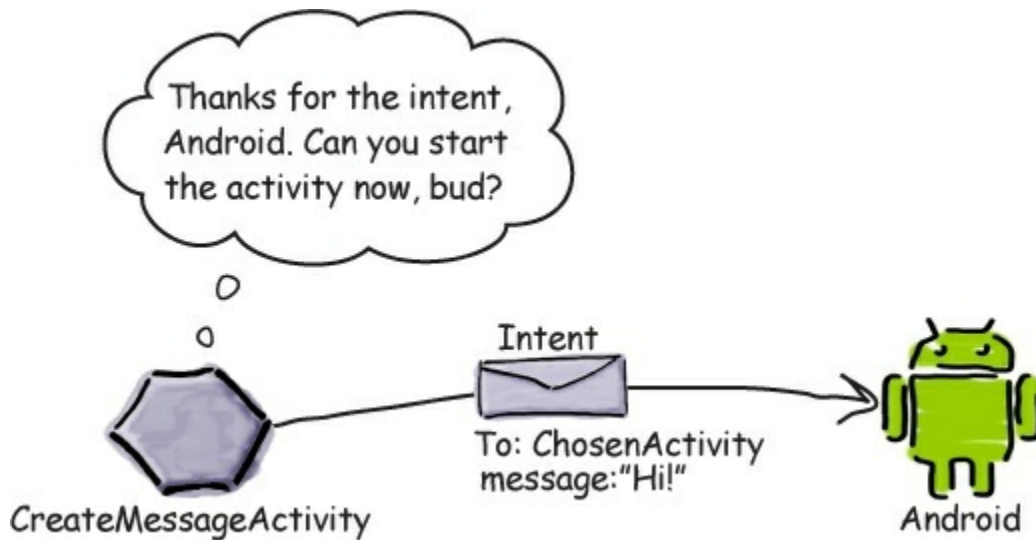 Thanks for the intent,
Android. Can you start
the activity now, bud?
Intent
To: ChosenActivity
message:"Hi!"
CreateMessageActivity
Android